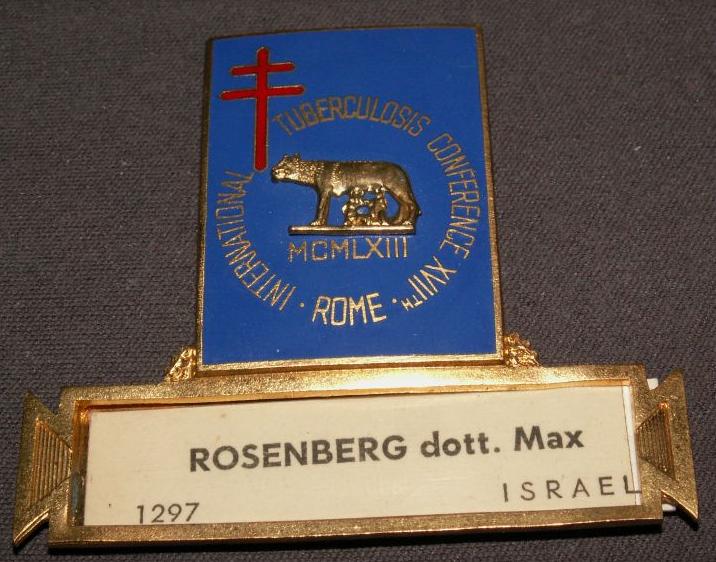 INTERNATIONAL TUBERCULOSIS CONFERENCE XVIITH
MCMLXIII
· ROME ·
ROSENBERG dott. Max
ISRAEL
1297